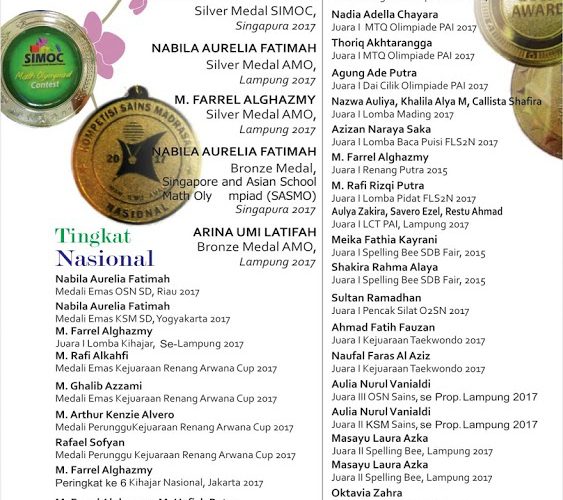 Silver Medal SIMOC,
Singapura 2017
NABILA AURELIA FATIMAH
Silver Medal AMO,
Lampung 2017
M. FARREL ALGHAZMY
Silver Medal AMO,
Lampung 2017
NABILA AURELIA FATIMAH
Bronze Medal,
Singapore and Asian School
Math Oly mpiad (SASMO)
Singapura 2017
ARINA UMI LATIFAH
Bronze Medal AMO,
Lampung 2017
SIMOC
Math Olympiad
Contest
KOMPETISI SAINS MADRASAH
2017
NASIONAL
Tingkat
Nasional
Nabila Aurelia Fatimah
Medali Emas OSN SD, Riau 2017
Nabila Aurelia Fatimah
Medali Emas KSM SD, Yogyakarta 2017
M. Farrel Alghazmy
Juara I Lomba Kihajar, Se-Lampung 2017
M. Rafi Alkahfi
Medali Emas Kejuaraan Renang Arwana Cup 2017
M. Ghalib Azzami
Medali Emas Kejuaraan Renang Arwana Cup 2017
M. Arthur Kenzie Alvero
Medali PerungguKejuaraan Renang Arwana Cup 2017
Rafael Sofyan
Medali Perunggu Kejuaraan Renang Arwana Cup 2017
M. Farrel Alghazmy
Peringkat ke 6 Kihajar Nasional, Jakarta 2017
Nadia Adella Chayara
Juara I MTQ Olimpiade PAI 2017
Thoriq Akhtarangga
Juara I MTQ Olimpiade PAI 2017
Agung Ade Putra
Juara I Dai Cilik Olimpiade PAI 2017
Nazwa Auliya, Khalila Alya M, Callista Shafira
Juara I Lomba Mading 2017
Azizan Naraya Saka
Juara I Lomba Baca Puisi FLS2N 2017
M. Farrel Alghazmy
Juara I Renang Putra 2015
M. Rafi Rizqi Putra
Juara I Lomba Pidat FLS2N 2017
Aulya Zakira, Savero Ezel, Restu Ahmad
Juara I LCT PAI, Lampung 2017
Meika Fathia Kayrani
Juara I Spelling Bee SDB Fair, 2015
Shakira Rahma Alaya
Juara I Spelling Bee SDB Fair, 2015
Sultan Ramadhan
Juara I Pencak Silat O2SN 2017
Ahmad Fatih Fauzan
Juara I Kejuaraan Taekwondo 2017
Naufal Faras Al Aziz
Juara I Kejuaraan Taekwondo 2017
Aulia Nurul Vanialdi
Juara III OSN Sains, se Prop. Lampung 2017
Aulia Nurul Vanialdi
Juara II KSM Sains, se Prop. Lampung 2017
Masayu Laura Azka
Juara II Spelling Bee, Lampung 2017
Masayu Laura Azka
Juara II Spelling Bee, Lampung 2017
Oktavia Zahra
AWARD